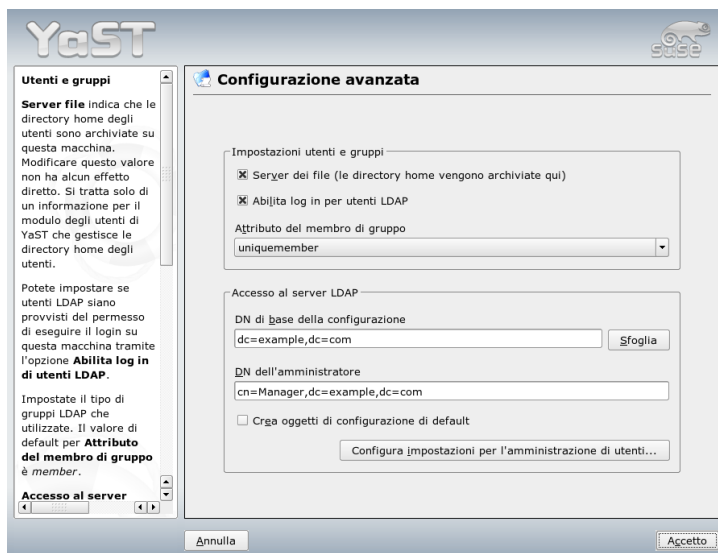 YaST
SUSE
Utenti e gruppi
Server file indica che le
directory home degli
utenti sono archiviate su
questa macchina.
Modificare questo valore
non ha alcun effetto
diretto. Si tratta solo di
un informazione per il
modulo degli utenti di
YaST che gestisce le
directory home degli
utenti.
Potete impostare se
utenti LDAP siano
provvisti del permesso
di eseguire il login su
questa macchina tramite
l'opzione Abilita log in
di utenti LDAP.
Impostate il tipo di
gruppi LDAP che
utilizzate. Il valore di
default per Attributo
del membro di gruppo
è member.
Accesso al server
Configurazione avanzata
Impostazioni utenti e gruppi
Server dei file (le directory home vengono archiviate qui)
Abilita log in per utenti LDAP
Attributo del membro di gruppo
uniquemember
Accesso al server LDAP
DN di base della configurazione
dc=example,dc=com
Sfoglia
DN dell'amministratore
cn=Manager,dc=example,dc=com
Crea oggetti di configurazione di default
Configura impostazioni per l'amministrazione di utenti...
Annulla
Accetto